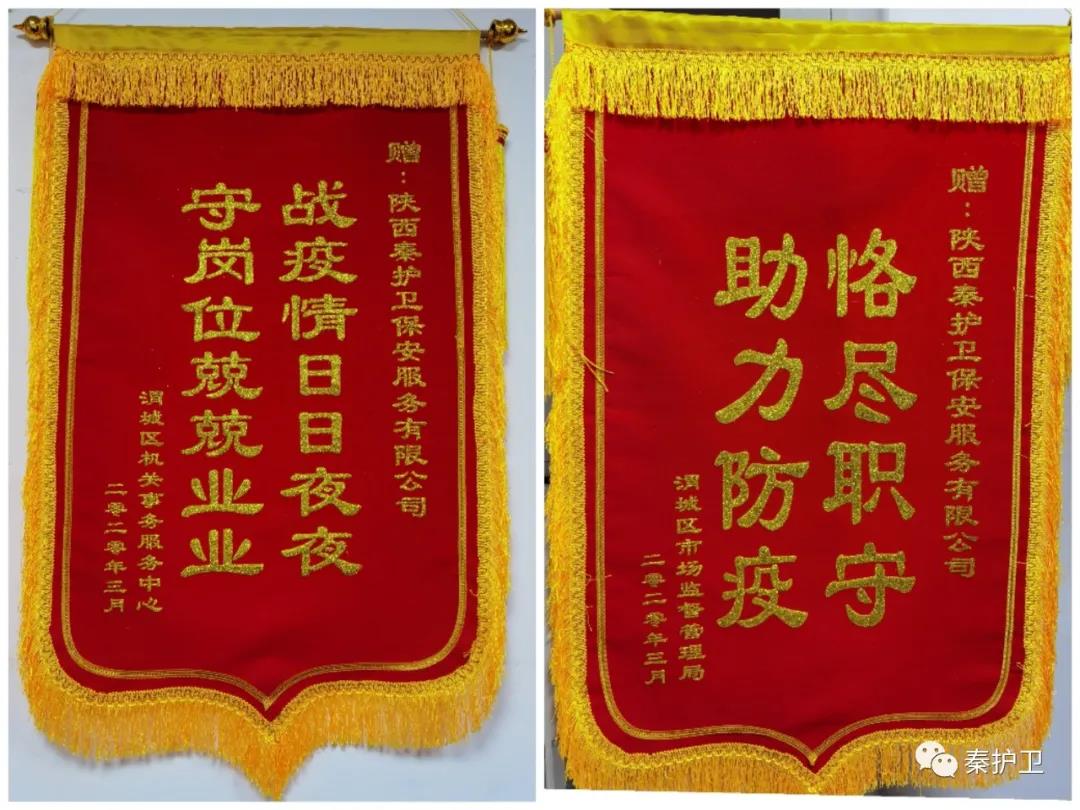 赠：陕西秦护卫保安服务有限公司
战疫情日日夜夜
守岗位兢兢业业
渭城区机关事务服务中心
二零二零年三月
赠：陕西秦护卫保安服务有限公司
恪尽职守
助力防疫
渭城区市场监督管理局
二零二零年三月
秦护卫